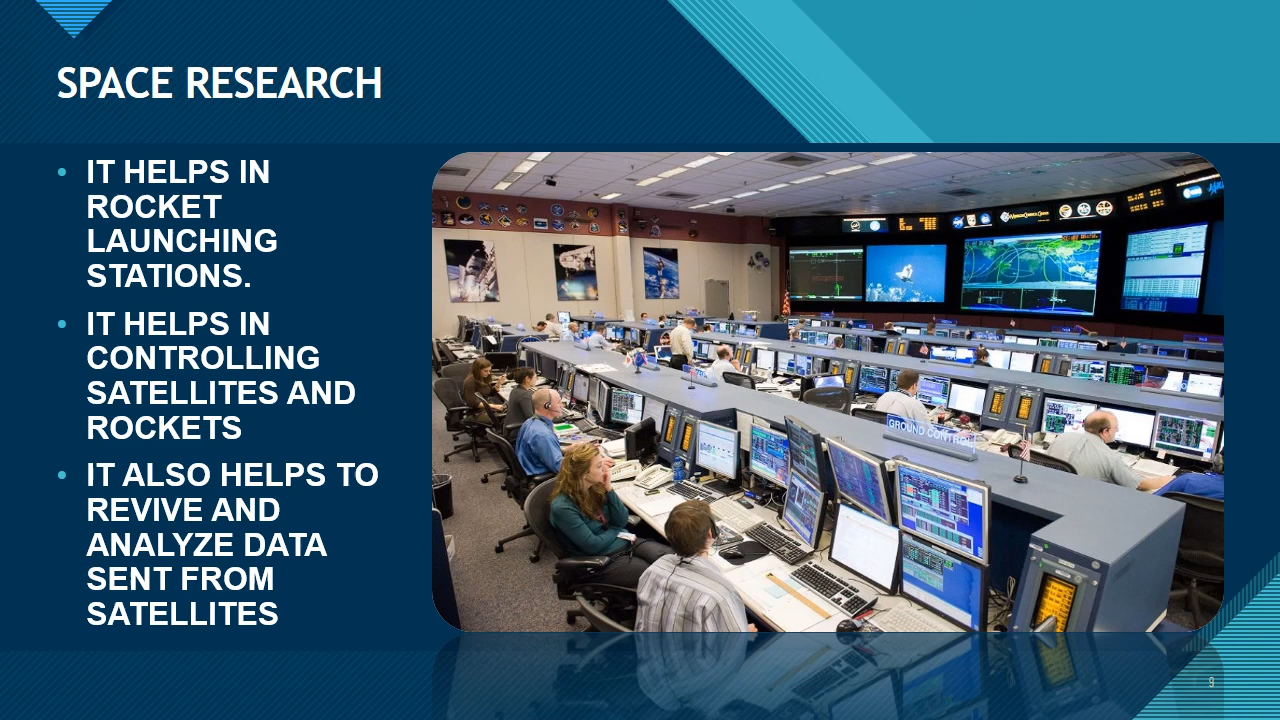 SPACE RESEARCH
• IT HELPS IN
ROCKET
LAUNCHING
STATIONS.
• IT HELPS IN
CONTROLLING
SATELLITES AND
ROCKETS
• IT ALSO HELPS TO
REVIVE AND
ANALYZE DATA
SENT FROM
SATELLITES
GROUND CONTROL
9